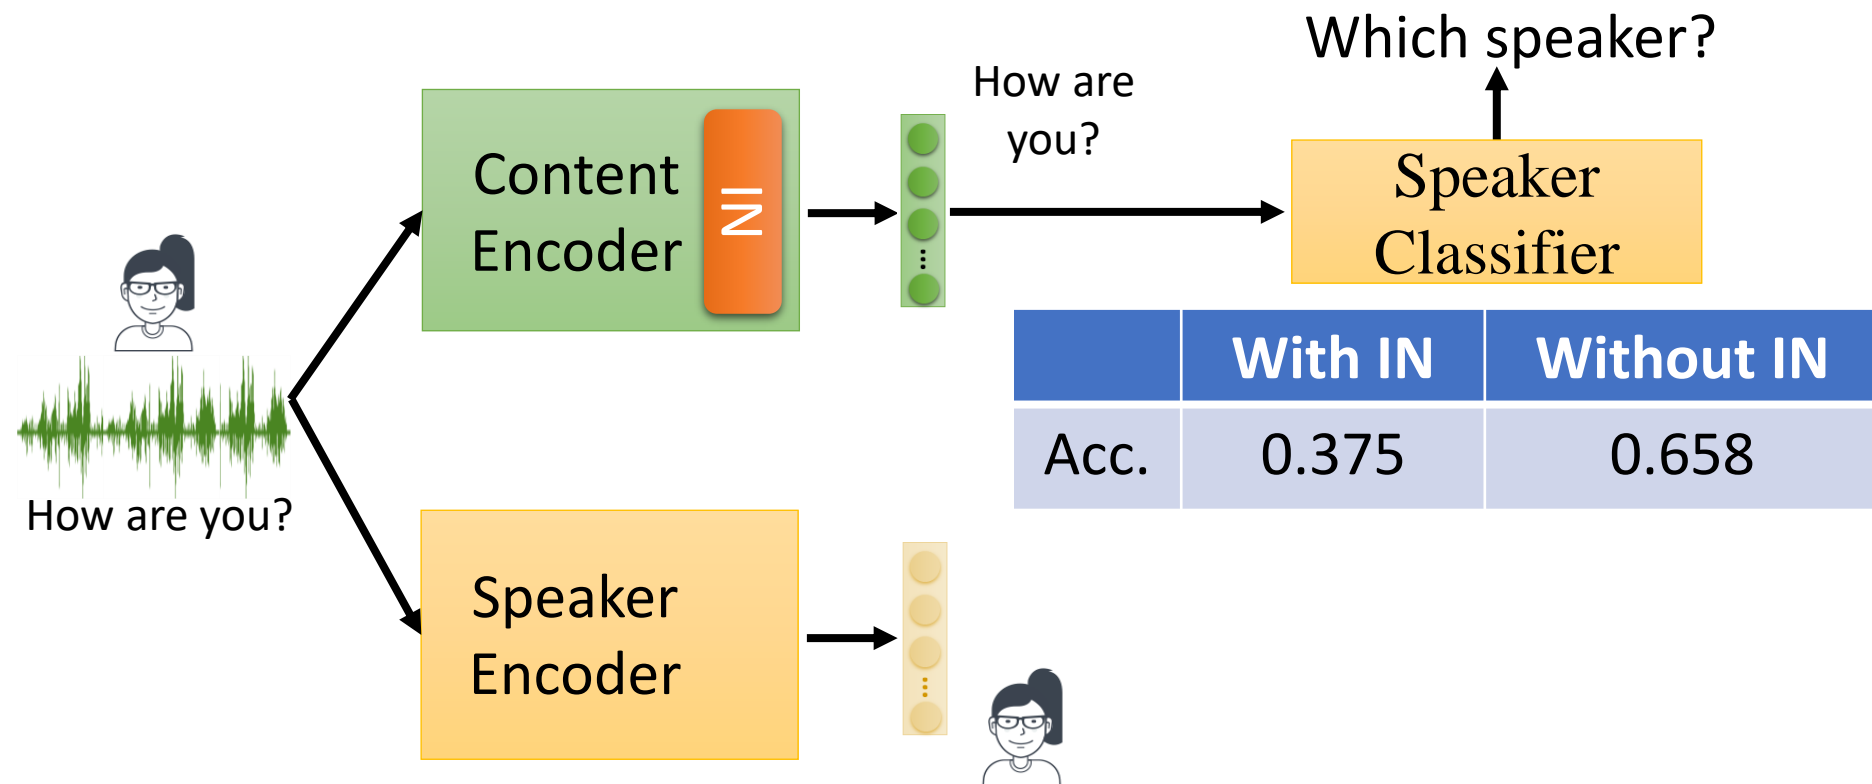 Which speaker?
How are
you?
Content
Encoder
IN
Speaker
Classifier
With IN
Without IN
Acc.
0.375
0.658
How are you?
Speaker
Encoder